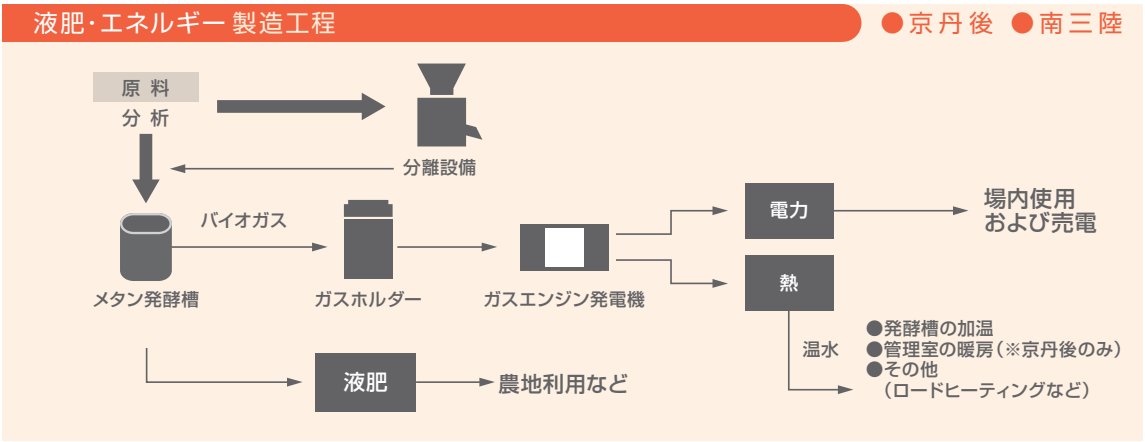 液肥・エネルギー 製造工程
●京丹後 ●南三陸
原 料
分 析
分離設備
バイオガス
メタン発酵槽
ガスホルダー
ガスエンジン発電機
電力
場内使用
および売電
熱
温水
●発酵槽の加温
●管理室の暖房(※京丹後のみ)
●その他
(ロードヒーティングなど)
液肥
農地利用など